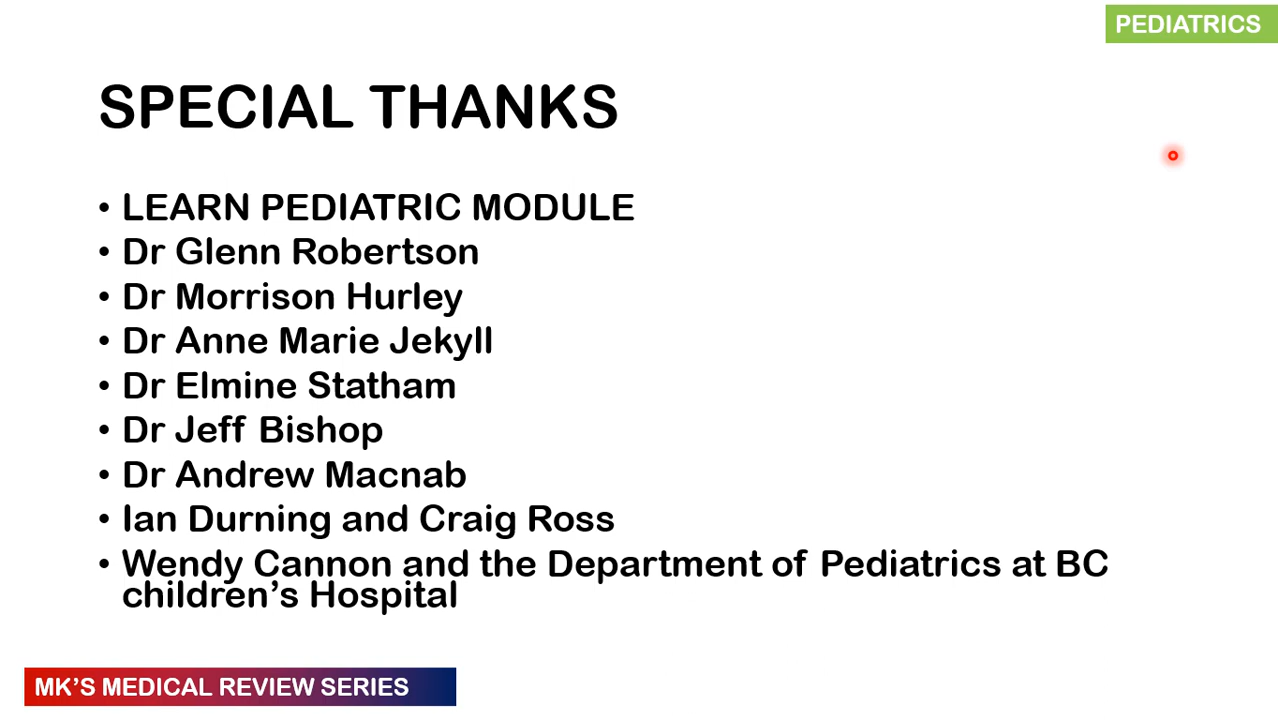 PEDIATRICS
SPECIAL THANKS
• LEARN PEDIATRIC MODULE
• Dr Glenn Robertson
• Dr Morrison Hurley
• Dr Anne Marie Jekyll
• Dr Elmine Statham
• Dr Jeff Bishop
• Dr Andrew Macnab
• Ian Durning and Craig Ross
• Wendy Cannon and the Department of Pediatrics at BC
children’s Hospital
MK’S MEDICAL REVIEW SERIES